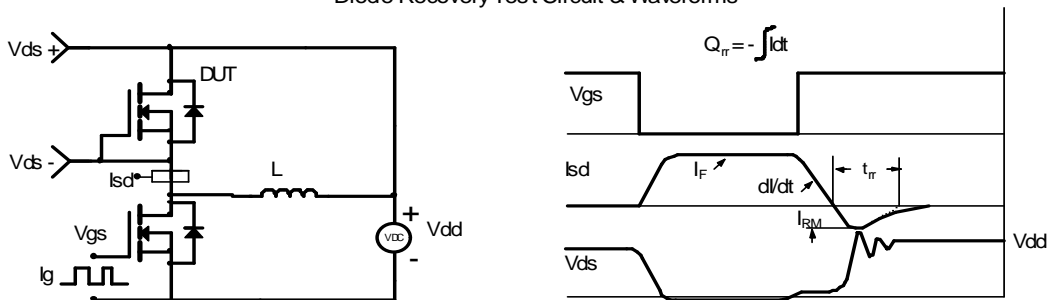 Diode Recovery Test Circuit & Waveforms
Vds +
DUT
Vds -
Isd
L
Vgs
Ig
VDC
+
Vdd
-
Qrr = - ∫Idt
Vgs
Isd
IF
dI/dt
trr
IRM
Vdd
Vds